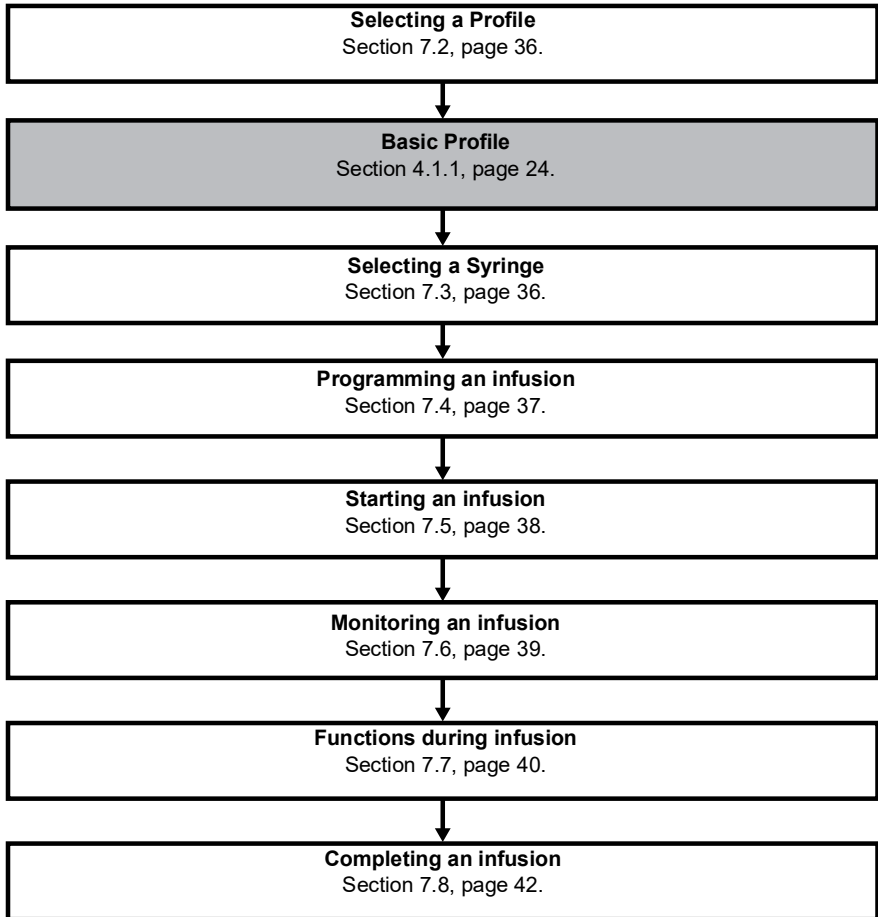 Selecting a Profile
Section 7.2, page 36.
Basic Profile
Section 4.1.1, page 24.
Selecting a Syringe
Section 7.3, page 36.
Programming an infusion
Section 7.4, page 37.
Starting an infusion
Section 7.5, page 38.
Monitoring an infusion
Section 7.6, page 39.
Functions during infusion
Section 7.7, page 40.
Completing an infusion
Section 7.8, page 42.